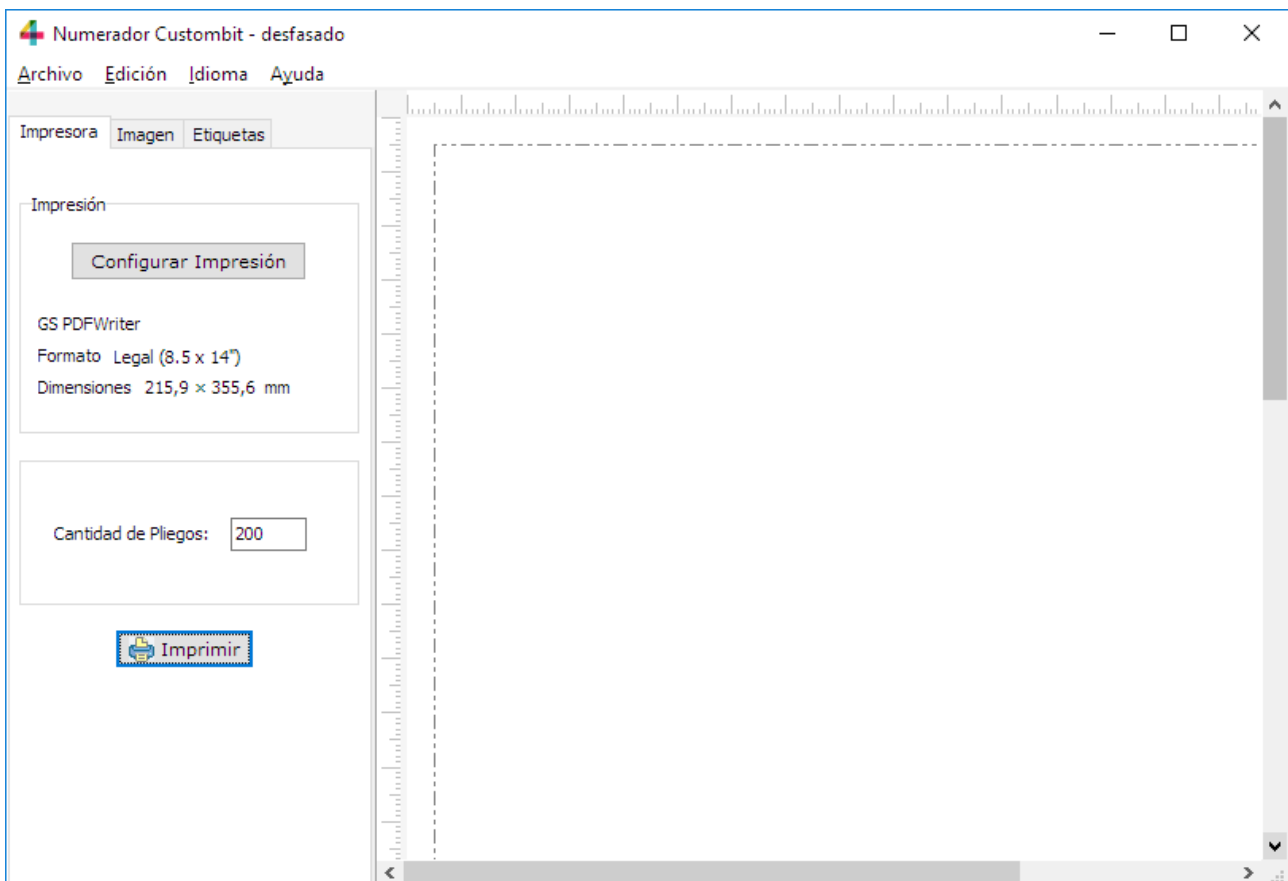 Numerador Custombit - desfasado
Archivo Edición Idioma Ayuda
Impresora Imagen Etiquetas
Impresión
Configurar Impresión
GS PDFWriter
Formato Legal (8.5 x 14")
Dimensiones 215,9 × 355,6 mm
Cantidad de Pliegos: 200
Imprimir